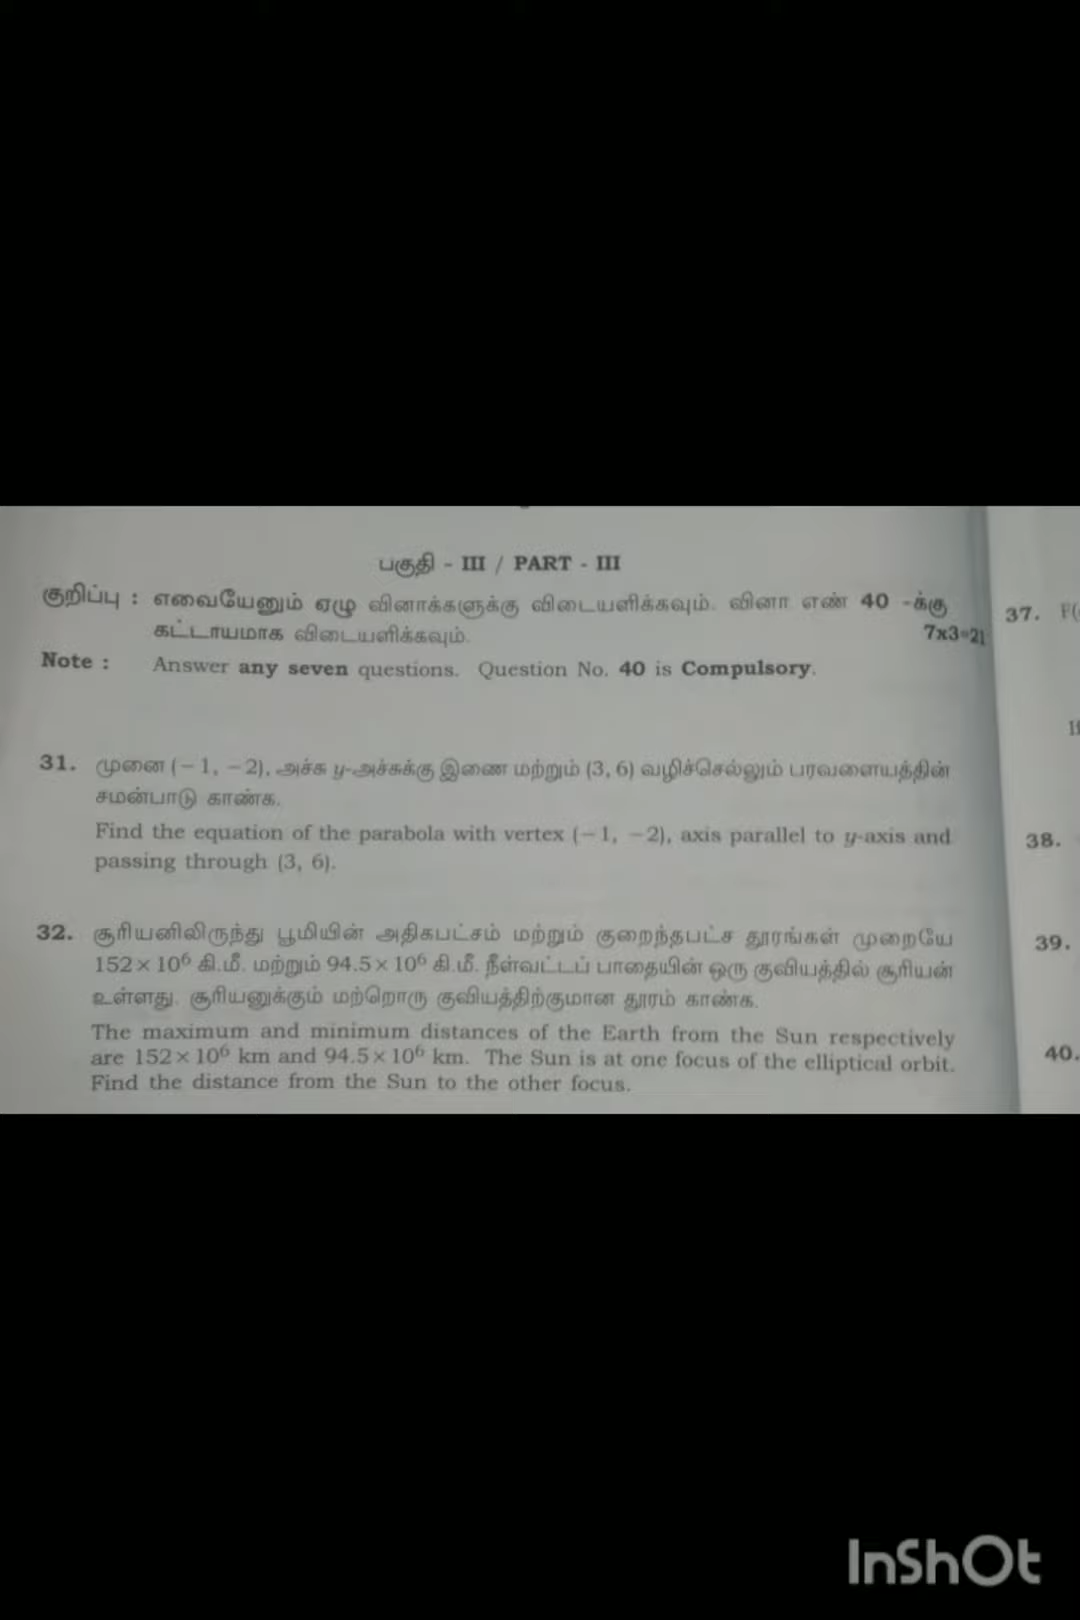 பகுதி - III / PART - III
குறிப்பு : எவையேனும் ஏழு வினாக்களுக்கு விடையளிக்கவும். வினா எண் 40 -க்கு
கட்டாயமாக விடையளிக்கவும். 7x3=21
Note : Answer any seven questions. Question No. 40 is Compulsory.
31. முனை (−1, −2), அச்சு y-அச்சுக்கு இணை மற்றும் (3, 6) வழிச்செல்லும் பரவளையத்தின்
சமன்பாடு காண்க.
Find the equation of the parabola with vertex (−1, −2), axis parallel to y-axis and
passing through (3, 6).
32. சூரியனிலிருந்து பூமியின் அதிகபட்சம் மற்றும் குறைந்தபட்ச தூரங்கள் முறையே
152 × 10⁶ கி.மீ. மற்றும் 94.5 × 10⁶ கி.மீ. நீள்வட்டப் பாதையின் ஒரு குவியத்தில் சூரியன்
உள்ளது. சூரியனுக்கும் மற்றொரு குவியத்திற்குமான தூரம் காண்க.
The maximum and minimum distances of the Earth from the Sun respectively
are 152 × 10⁶ km and 94.5 × 10⁶ km. The Sun is at one focus of the elliptical orbit.
Find the distance from the Sun to the other focus.
37. F(
If
38.
39.
40.
InShOt